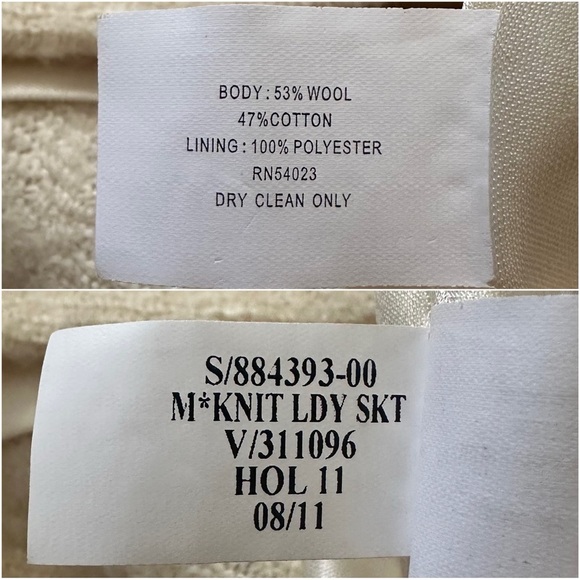 BODY: 53% WOOL
47%COTTON
LINING: 100% POLYESTER
RN54023
DRY CLEAN ONLY
S/884393-00
M*KNIT LDY SKT
V/311096
HOL 11
08/11